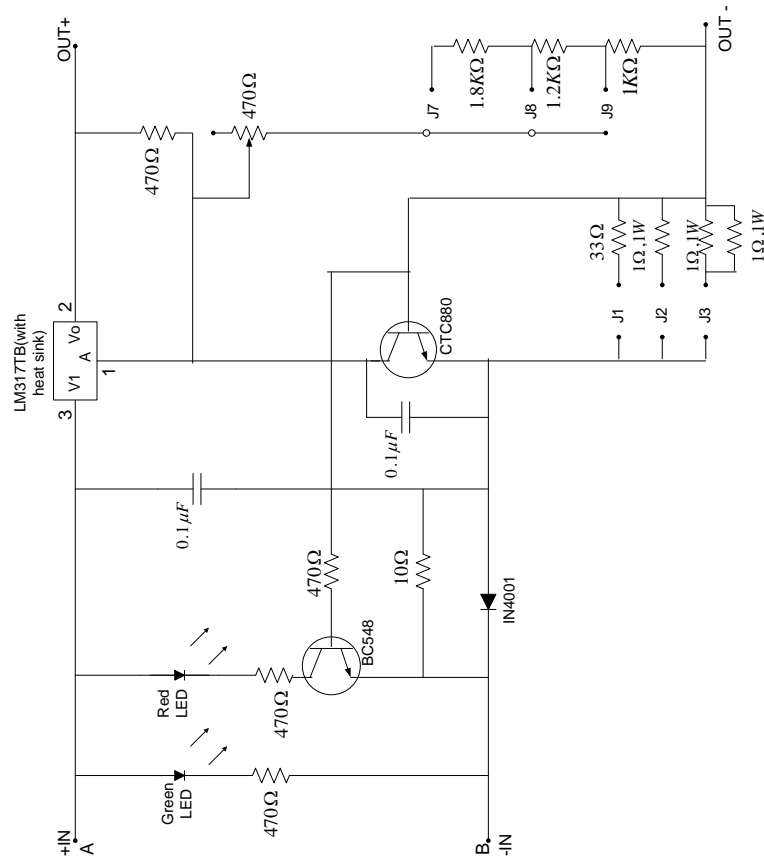 +IN
A
Green
LED
470Ω
Red
LED
470Ω
BC548
470Ω
10Ω
IN4001
B
-IN
0.1μF
0.1μF
LM317TB(with
heat sink)
3
V1
Vo
A
2
1
CTC880
OUT+
470Ω
470Ω
J7
1.8KΩ
J8
1.2KΩ
J9
1KΩ
OUT -
J1
33Ω
J2
1Ω,1W
J3
1Ω,1W
1Ω,1W